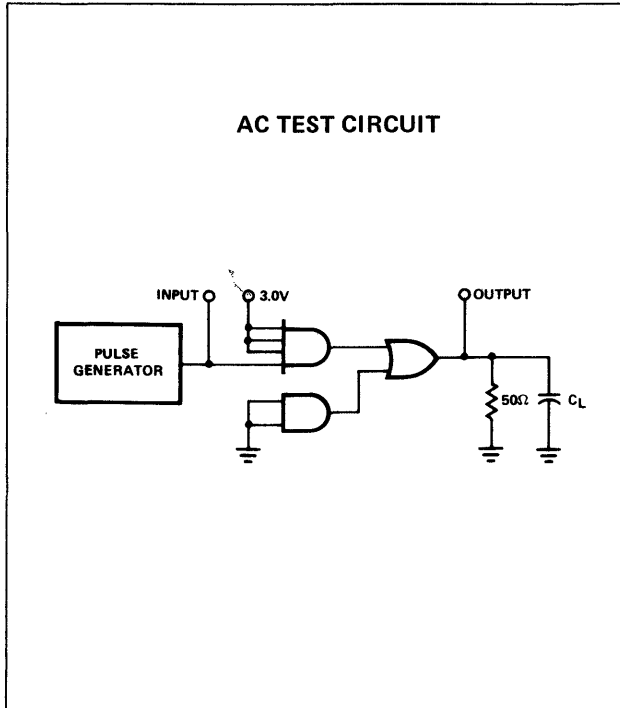 AC TEST CIRCUIT
INPUT
3.0V
OUTPUT
PULSE
GENERATOR
50Ω
CL